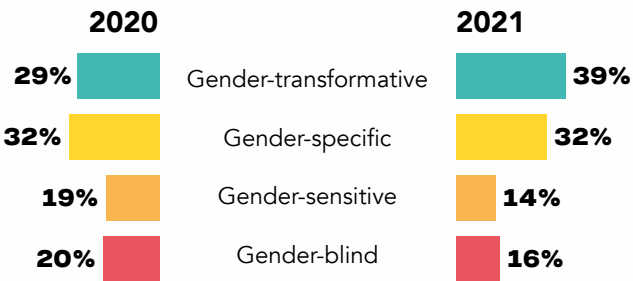 2020 2021
29% Gender-transformative 39%
32% Gender-specific 32%
19% Gender-sensitive 14%
20% Gender-blind 16%